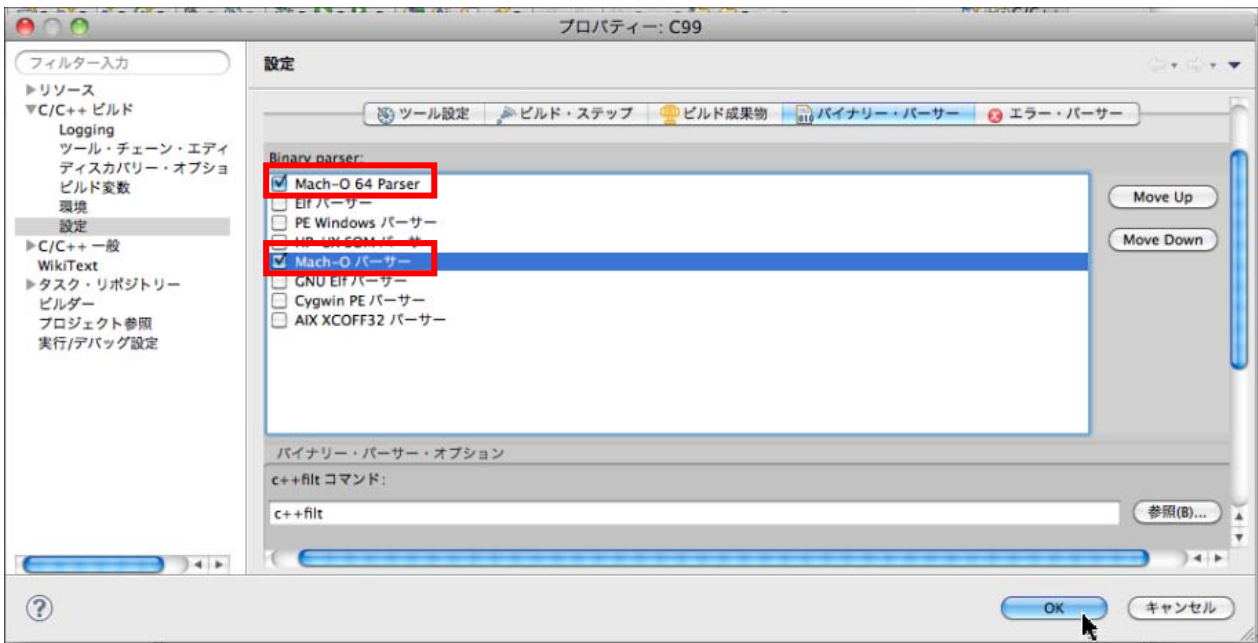 プロパティー: C99
フィルター入力
設定
リソース
C/C++ ビルド
Logging
ツール・チェーン・エディ
ディスカバリー・オプショ
ビルド変数
環境
設定
C/C++ 一般
WikiText
タスク・リポジトリー
ビルダー
プロジェクト参照
実行/デバッグ設定
ツール設定 ビルド・ステップ ビルド成果物 バイナリー・パーサー エラー・パーサー
Binary parser:
Mach-O 64 Parser
Elf パーサー
PE Windows パーサー
HP-UX SOM パーサー
Mach-O パーサー
GNU Elf パーサー
Cygwin PE パーサー
AIX XCOFF32 パーサー
Move Up
Move Down
バイナリー・パーサー・オプション
c++filt コマンド:
c++filt
参照(B)...
OK
キャンセル